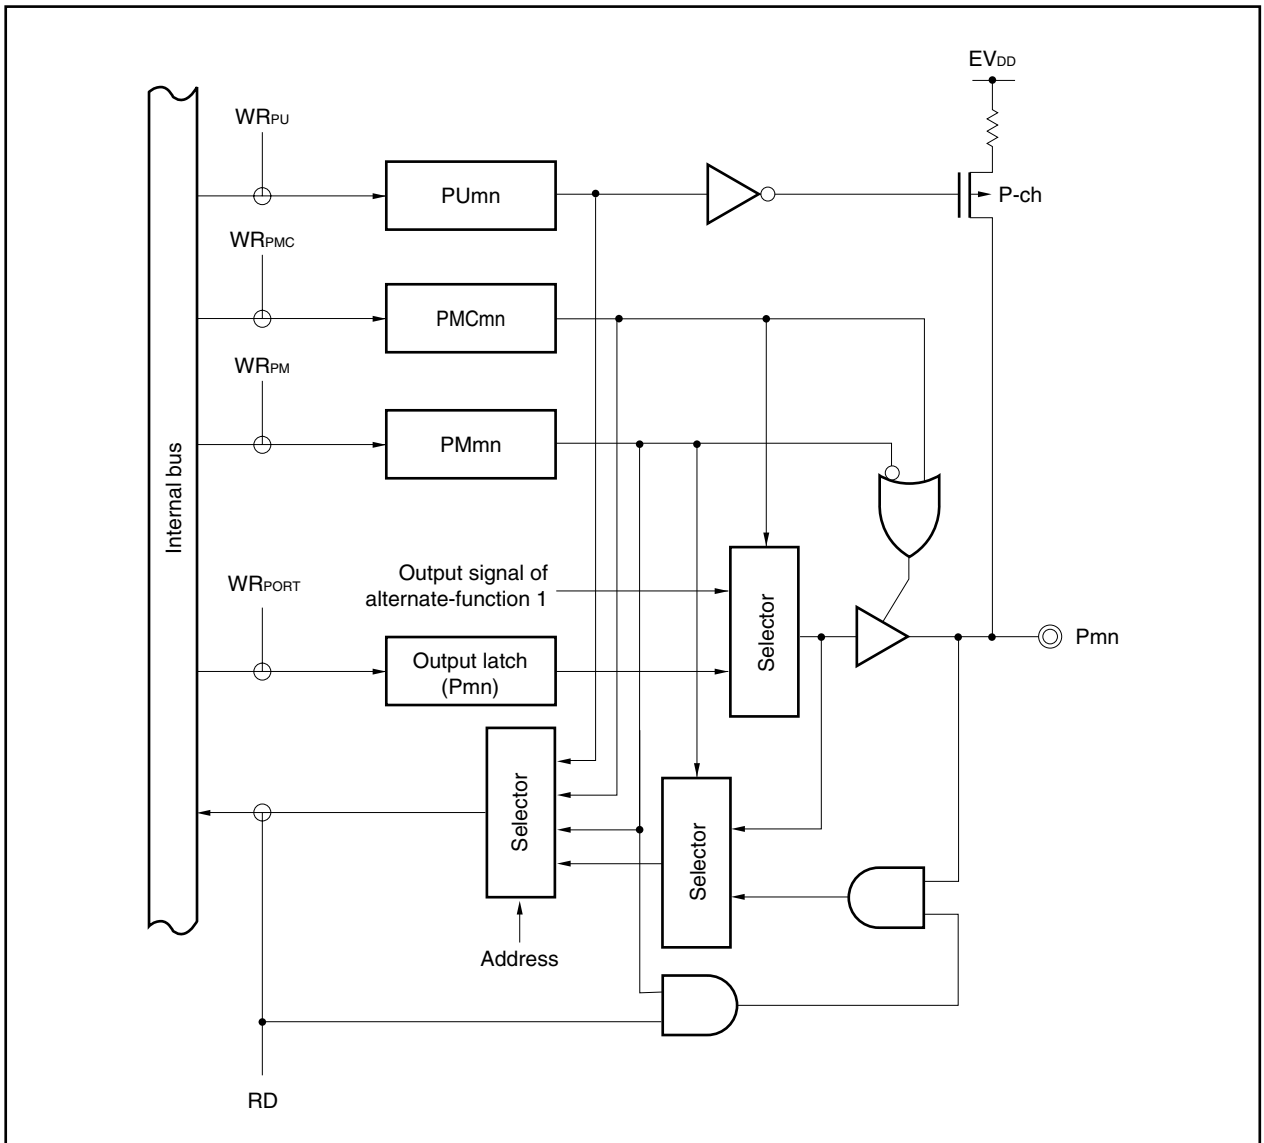 EVDD
WRPU
PUmn
P-ch
WRPMC
PMCmn
WRPM
PMmn
Internal bus
Output signal of
alternate-function 1
WRPORT
Output latch
(Pmn)
Selector
Pmn
Selector
Selector
Address
RD